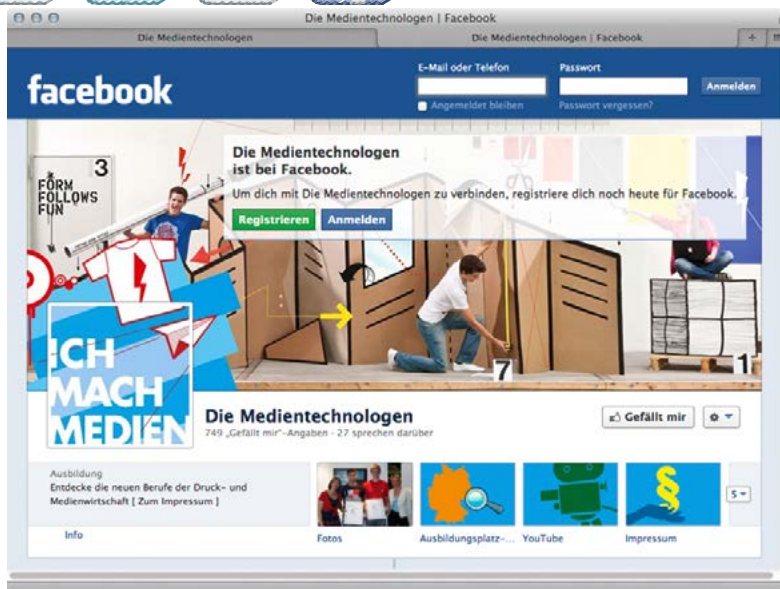 Die Medientechnologen | Facebook
Die Medientechnologen
Die Medientechnologen | Facebook
+
facebook
E-Mail oder Telefon
Passwort
Anmelden
Angemeldet bleiben
Passwort vergessen?
Die Medientechnologen
ist bei Facebook.
Um dich mit Die Medientechnologen zu verbinden, registriere dich noch heute für Facebook.
Registrieren
Anmelden
3
FORM
FOLLOWS
FUN
7
1
ICH
MACH
MEDIEN
Die Medientechnologen
749 „Gefällt mir“-Angaben · 27 sprechen darüber
Gefällt mir
Ausbildung
Entdecke die neuen Berufe der Druck- und
Medienwirtschaft [ Zum Impressum ]
Info
§
5
Fotos
Ausbildungsplatz-...
YouTube
Impressum